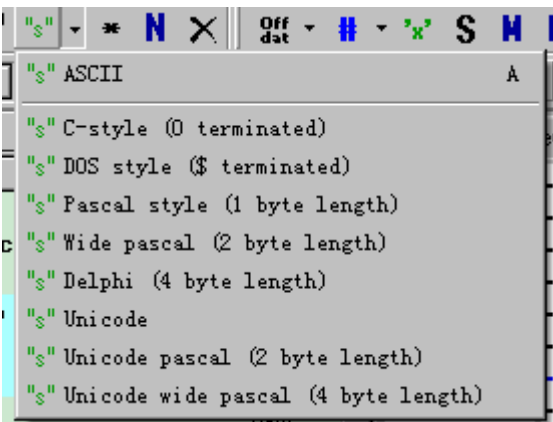 "s" * N × Off dat # 'x' S M
"s" ASCII A
"s" C-style (0 terminated)
"s" DOS style ($ terminated)
"s" Pascal style (1 byte length)
"s" Wide pascal (2 byte length)
"s" Delphi (4 byte length)
"s" Unicode
"s" Unicode pascal (2 byte length)
"s" Unicode wide pascal (4 byte length)